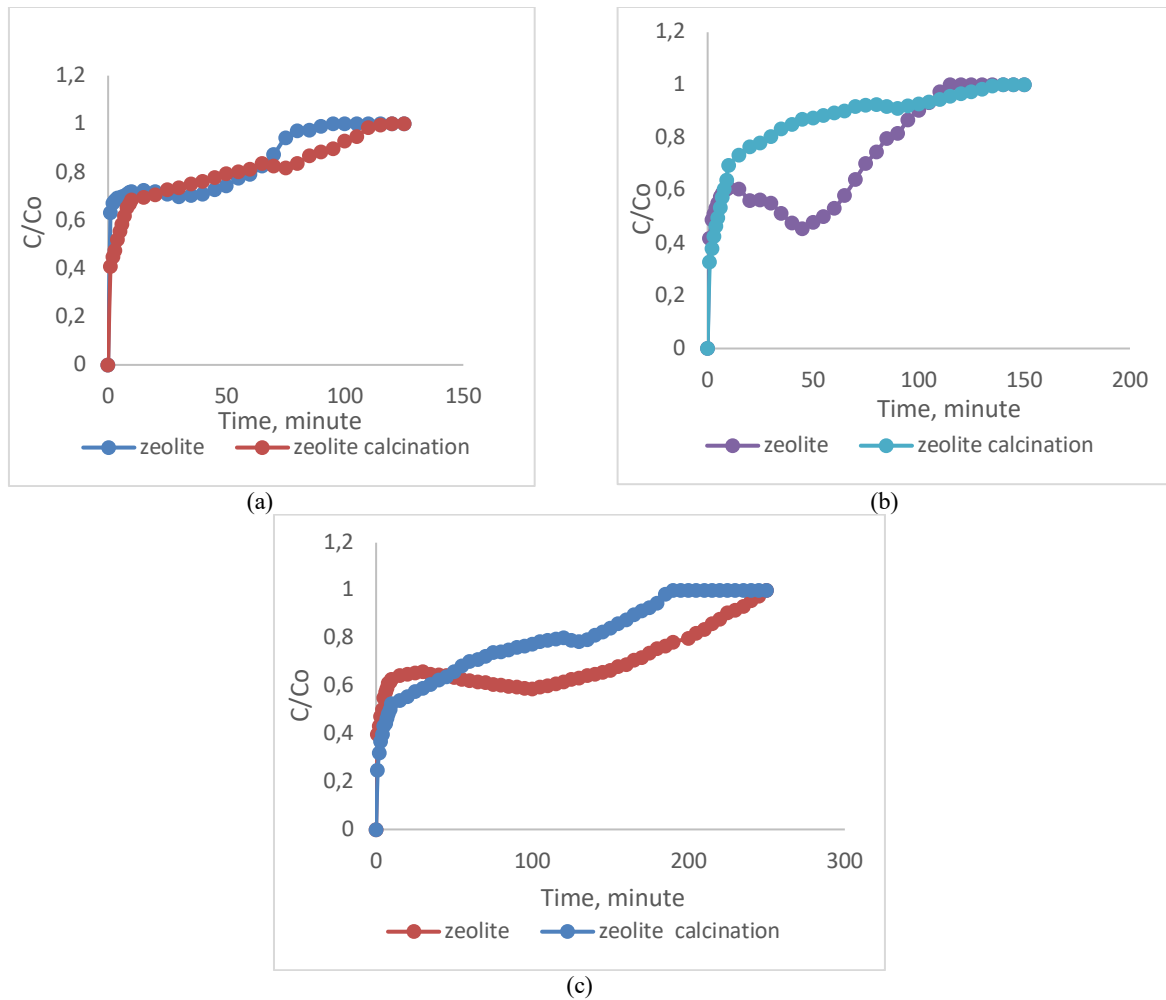 1,2
1
0,8
0,6
0,4
0,2
0
C/Co
0 50 100 150
Time, minute
zeolite zeolite calcination
(a)
1,2
1
0,8
0,6
0,4
0,2
0
C/Co
0 50 100 150 200
Time, minute
zeolite zeolite calcination
(b)
1,2
1
0,8
0,6
0,4
0,2
0
C/Co
0 100 200 300
Time, minute
zeolite zeolite calcination
(c)